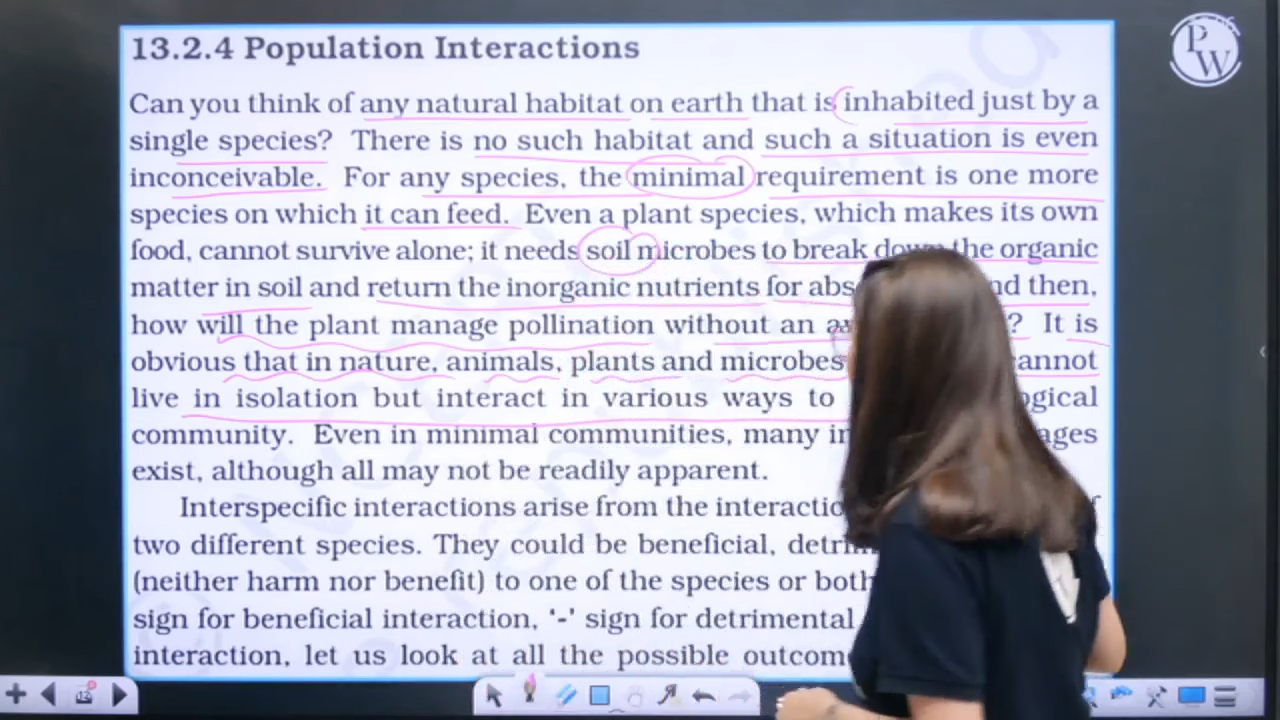 13.2.4 Population Interactions
P
W
Can you think of any natural habitat on earth that is inhabited just by a
single species? There is no such habitat and such a situation is even
inconceivable. For any species, the minimal requirement is one more
species on which it can feed. Even a plant species, which makes its own
food, cannot survive alone; it needs soil microbes to break down the organic
matter in soil and return the inorganic nutrients for then,
how will the plant manage pollination without an ? It is
obvious that in nature, animals, plants and microbes
live in isolation but interact in various ways to
community. Even in minimal communities, many
exist, although all may not be readily apparent.
Interspecific interactions arise from the
two different species. They could be beneficial,
(neither harm nor benefit) to one of the species or both
sign for beneficial interaction, '-' sign for detrimental
interaction, let us look at all the possible
12